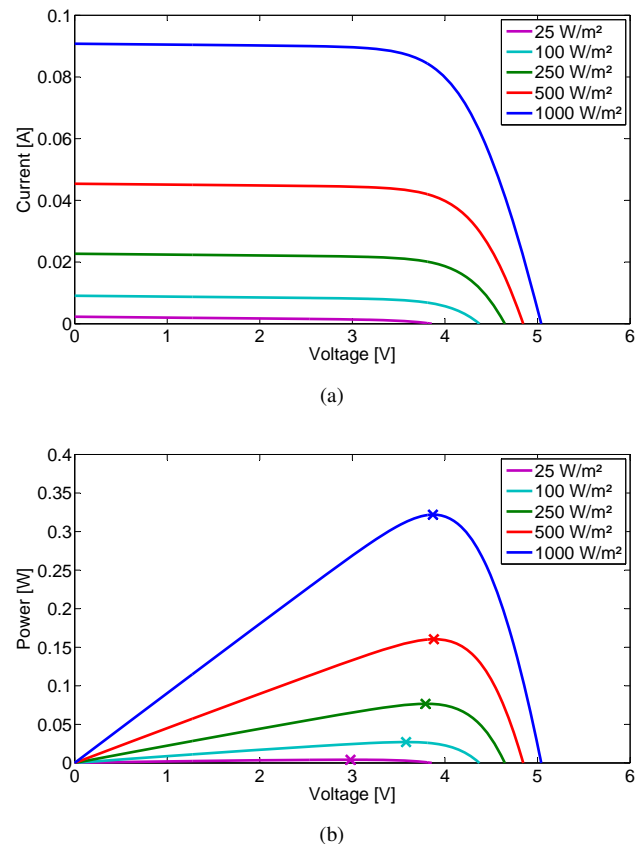 0.1
0.08
0.06
0.04
0.02
0
Current [A]
0 1 2 3 4 5 6
Voltage [V]
25 W/m²
100 W/m²
250 W/m²
500 W/m²
1000 W/m²
(a)
0.4
0.35
0.3
0.25
0.2
0.15
0.1
0.05
0
Power [W]
0 1 2 3 4 5 6
Voltage [V]
25 W/m²
100 W/m²
250 W/m²
500 W/m²
1000 W/m²
(b)